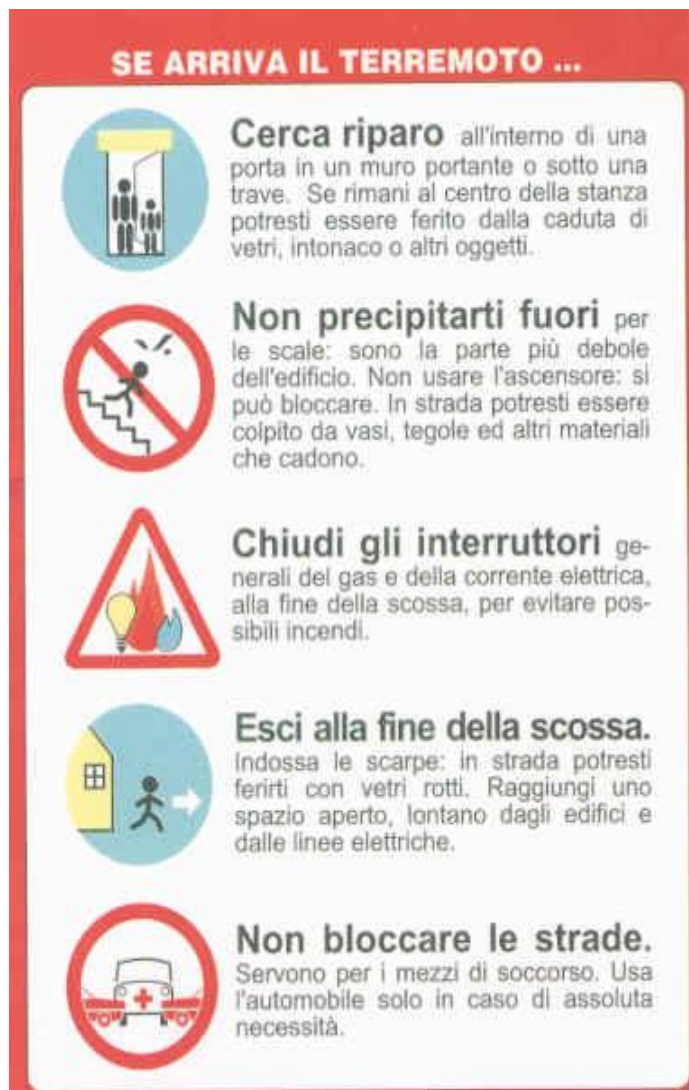 SE ARRIVA IL TERREMOTO ...
Cerca riparo all'interno di una
porta in un muro portante o sotto una
trave. Se rimani al centro della stanza
potresti essere ferito dalla caduta di
vetri, intonaco o altri oggetti.
Non precipitarti fuori per
le scale: sono la parte più debole
dell'edificio. Non usare l'ascensore: si
può bloccare. In strada potresti essere
colpito da vasi, tegole ed altri materiali
che cadono.
Chiudi gli interruttori ge-
nerali del gas e della corrente elettrica,
alla fine della scossa, per evitare pos-
sibili incendi.
Esci alla fine della scossa.
Indossa le scarpe: in strada potresti
ferirti con vetri rotti. Raggiungi uno
spazio aperto, lontano dagli edifici e
dalle linee elettriche.
Non bloccare le strade.
Servono per i mezzi di soccorso. Usa
l'automobile solo in caso di assoluta
necessità.